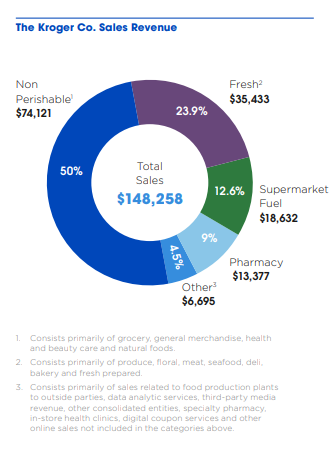 The Kroger Co. Sales Revenue
Non
Perishable¹
$74,121
Fresh²
$35,433
23.9%
50%
Total
Sales
$148,258
12.6%
Supermarket
Fuel
$18,632
9%
Pharmacy
$13,377
4.5%
Other³
$6,695
1. Consists primarily of grocery, general merchandise, health
and beauty care and natural foods.
2. Consists primarily of produce, floral, meat, seafood, deli,
bakery and fresh prepared.
3. Consists primarily of sales related to food production plants
to outside parties, data analytic services, third-party media
revenue, other consolidated entities, specialty pharmacy,
in-store health clinics, digital coupon services and other
online sales not included in the categories above.